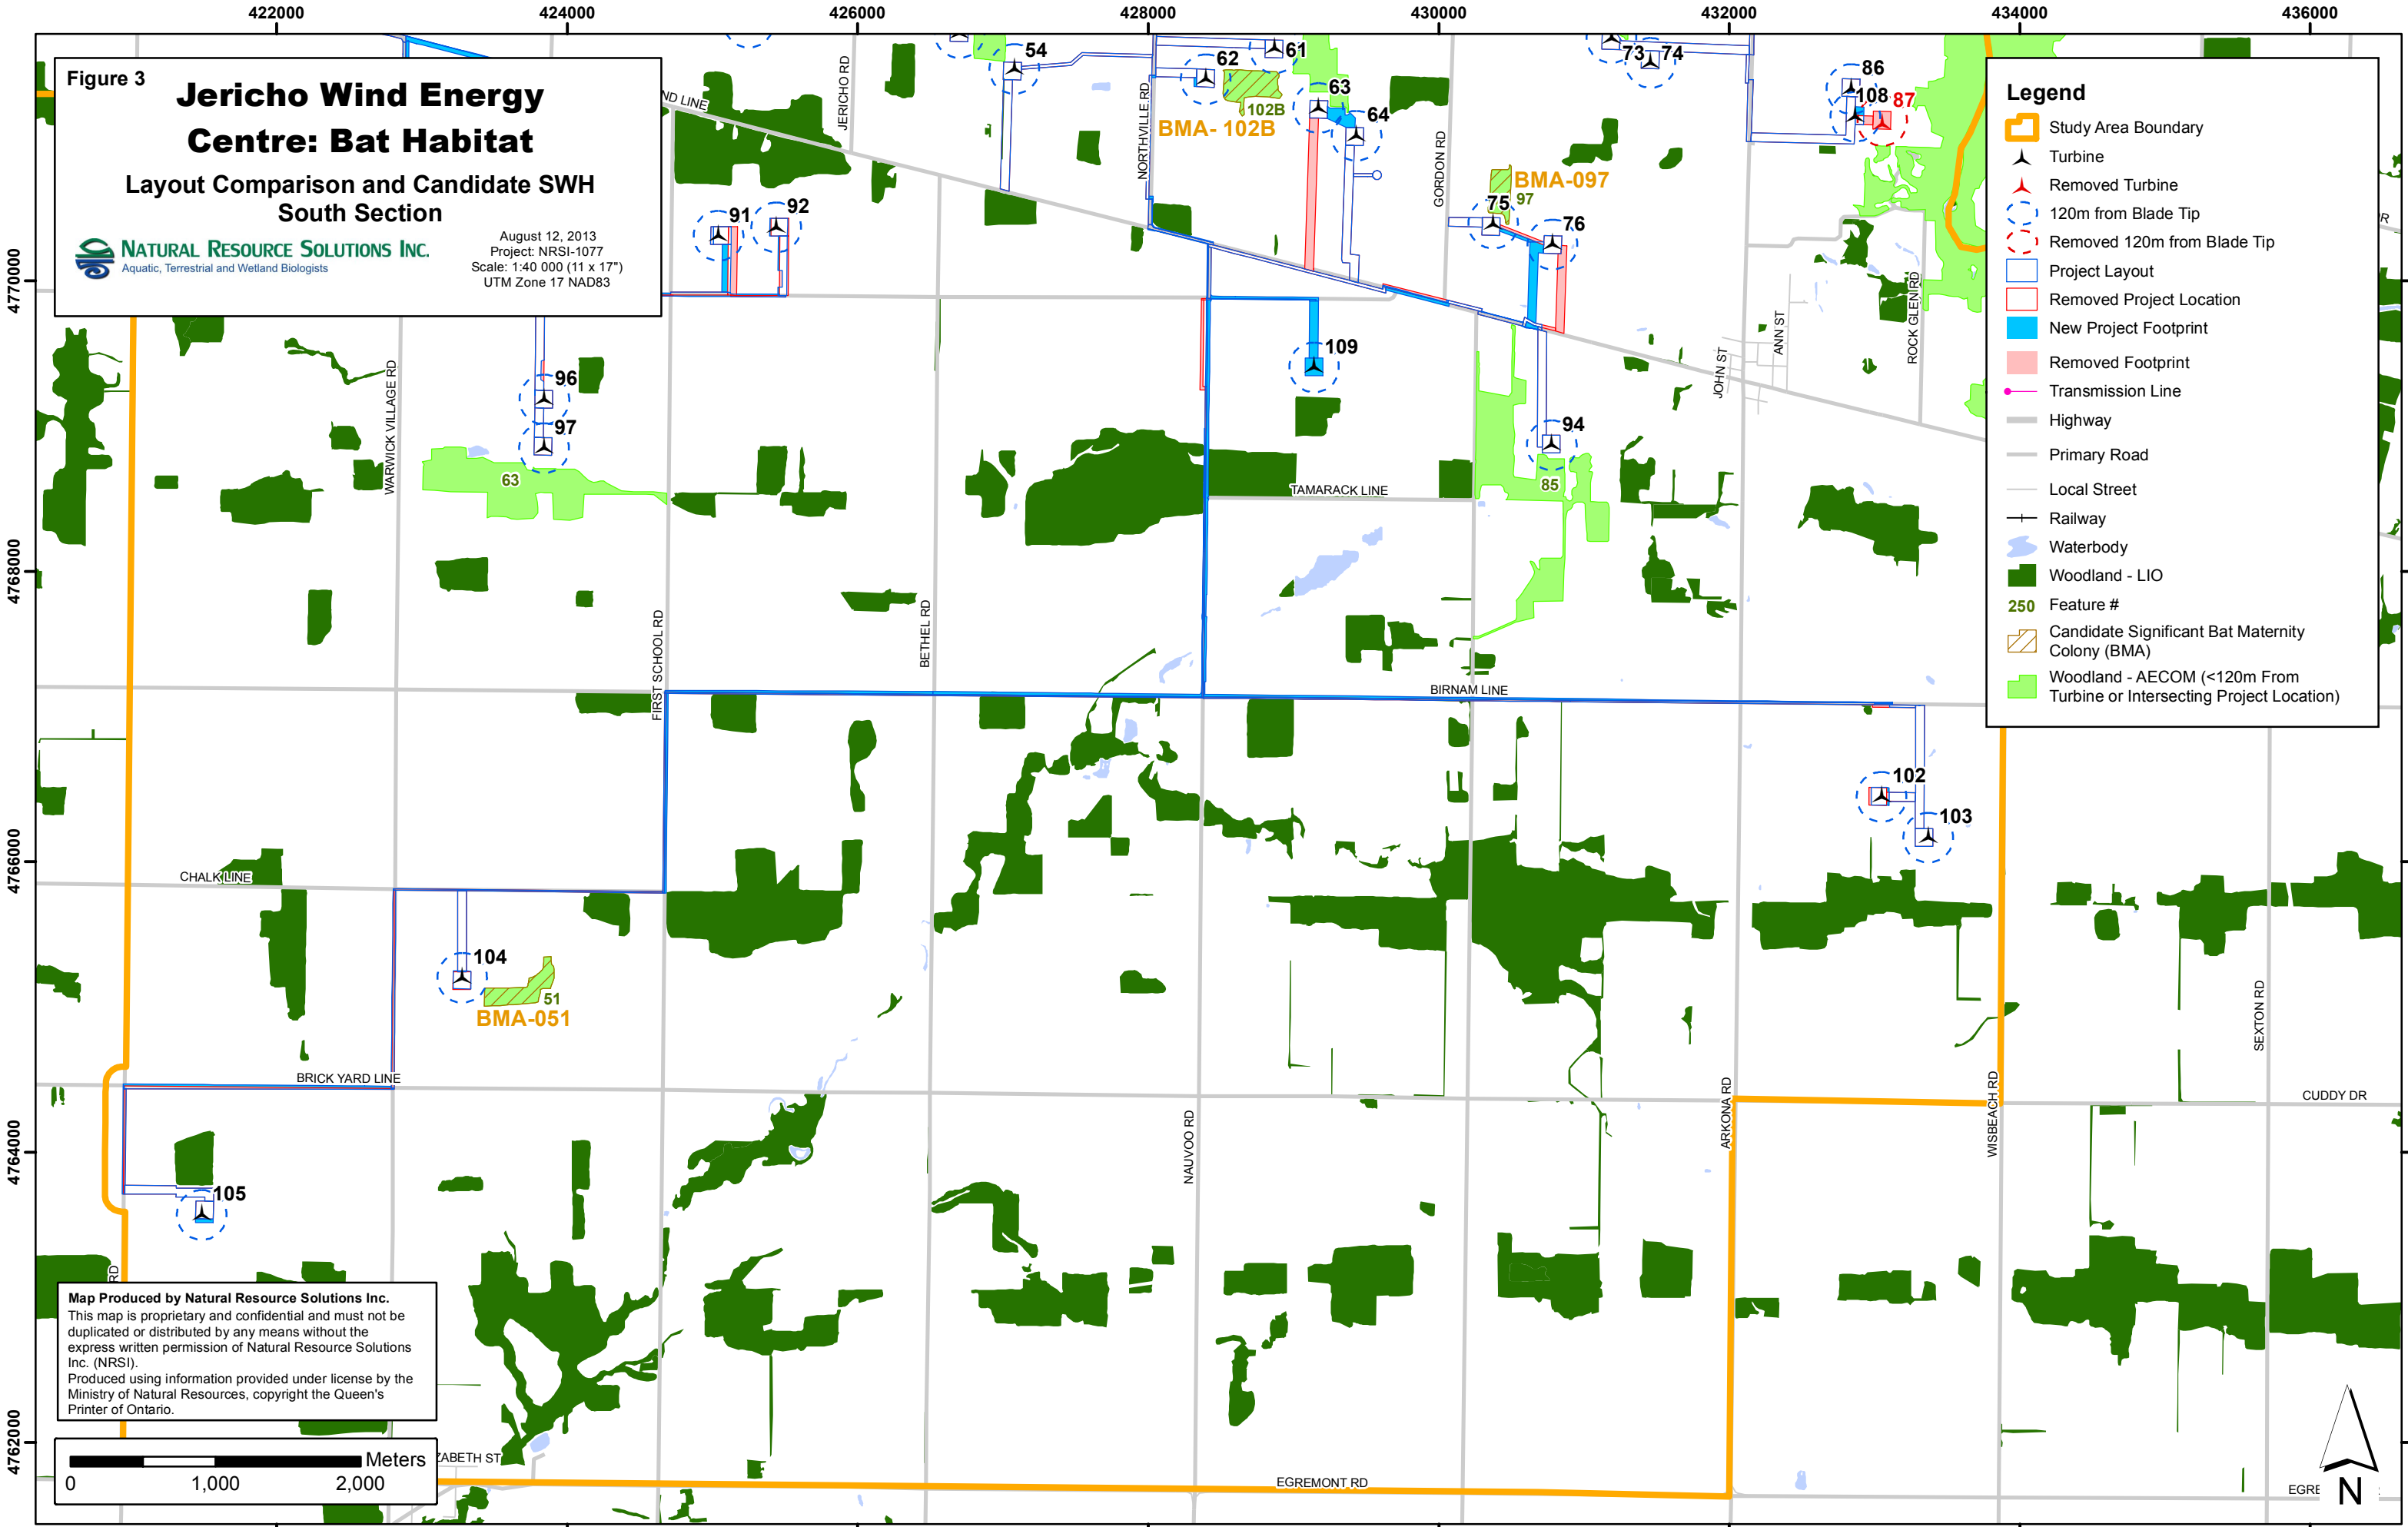 422000 424000 426000 428000 430000 432000 434000 436000
4770000
4768000
4766000
4764000
4762000
Figure 3
Jericho Wind Energy
Centre: Bat Habitat
Layout Comparison and Candidate SWH
South Section
NATURAL RESOURCE SOLUTIONS INC.
Aquatic, Terrestrial and Wetland Biologists
August 12, 2013
Project: NRSI-1077
Scale: 1:40 000 (11 x 17")
UTM Zone 17 NAD83
Legend
Study Area Boundary
Turbine
Removed Turbine
120m from Blade Tip
Removed 120m from Blade Tip
Project Layout
Removed Project Location
New Project Footprint
Removed Footprint
Transmission Line
Highway
Primary Road
Local Street
Railway
Waterbody
Woodland - LIO
250 Feature #
Candidate Significant Bat Maternity
Colony (BMA)
Woodland - AECOM (<120m From
Turbine or Intersecting Project Location)
54
61
62
63
64
73
74
86
108
87
102B
BMA- 102B
BMA-097
97
75
76
91
92
109
96
97
94
63
85
102
103
104
51
BMA-051
105
ND LINE
JERICHO RD
NORTHVILLE RD
GORDON RD
ROCK GLEN RD
ANN ST
JOHN ST
WARWICK VILLAGE RD
TAMARACK LINE
FIRST SCHOOL RD
BETHEL RD
BIRNAM LINE
CHALK LINE
BRICK YARD LINE
NAUVOO RD
ARKONA RD
WISBEACH RD
SEXTON RD
CUDDY DR
EGREMONT RD
EGRE
ZABETH ST
RD
R
Map Produced by Natural Resource Solutions Inc.
This map is proprietary and confidential and must not be
duplicated or distributed by any means without the
express written permission of Natural Resource Solutions
Inc. (NRSI).
Produced using information provided under license by the
Ministry of Natural Resources, copyright the Queen's
Printer of Ontario.
Meters
0 1,000 2,000
N